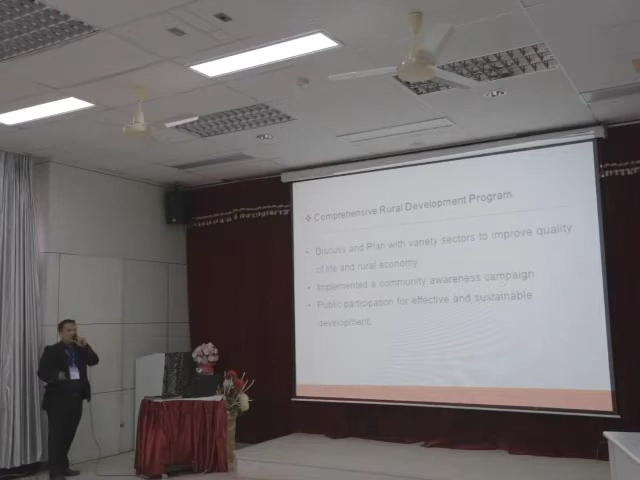 ❖ Comprehensive Rural Development Program
• Discuss and Plan with variety sectors to improve quality
of life and rural economy
• Implemented a community awareness campaign
• Public participation for effective and sustainable
development.